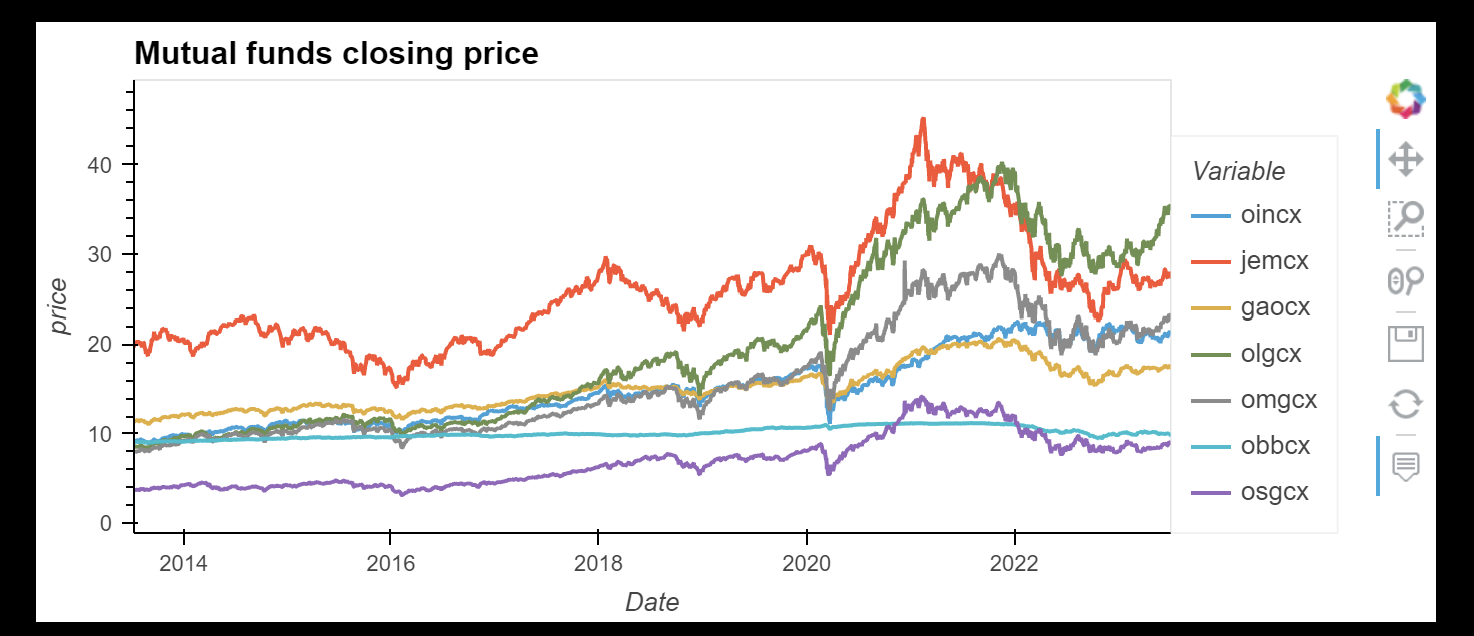 Mutual funds closing price
price
40
30
20
10
0
2014 2016 2018 2020 2022
Date
Variable
oincx
jemcx
gaocx
olgcx
omgcx
obbcx
osgcx